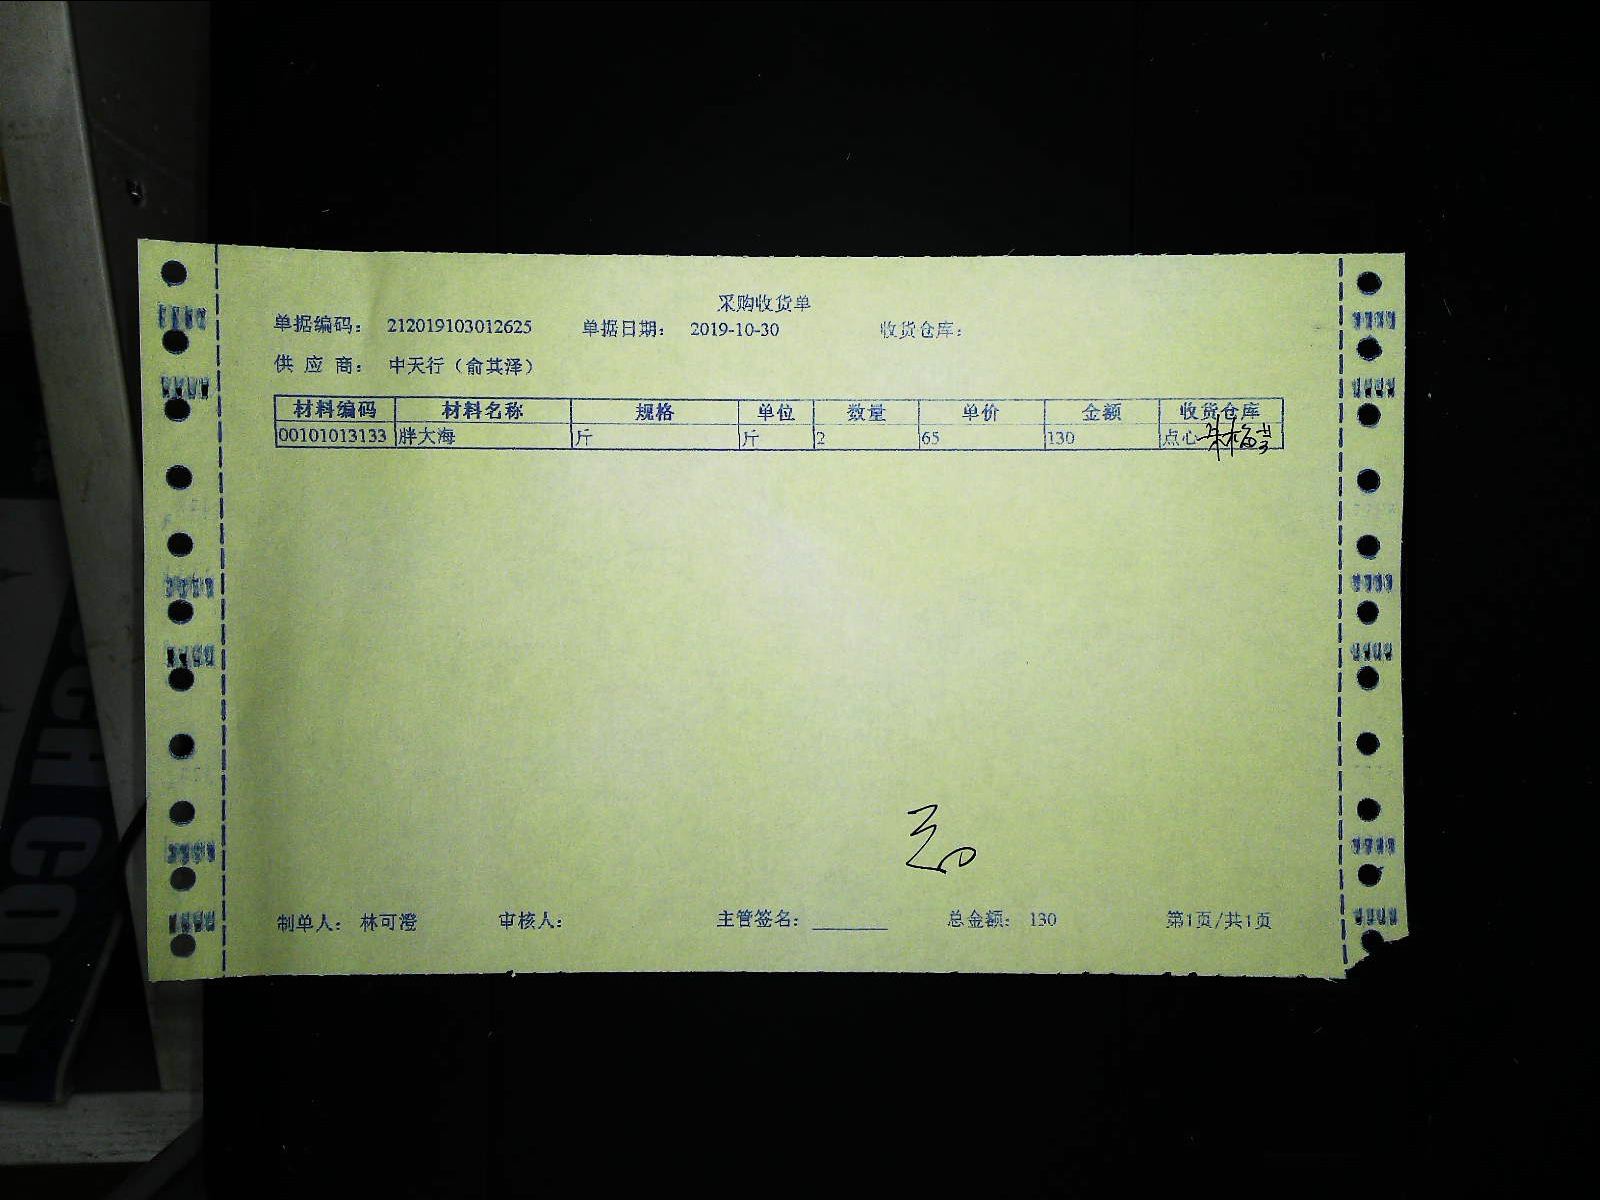 采购收货单
单据编码： 212019103012625 单据日期： 2019-10-30 收货仓库：
供 应 商： 中天行（俞其泽）
材料编码 材料名称 规格 单位 数量 单价 金额 收货仓库
00101013133 胖大海 斤 斤 2 65 130 点心
制单人： 林可澄 审核人： 主管签名： 总金额： 130 第1页/共1页